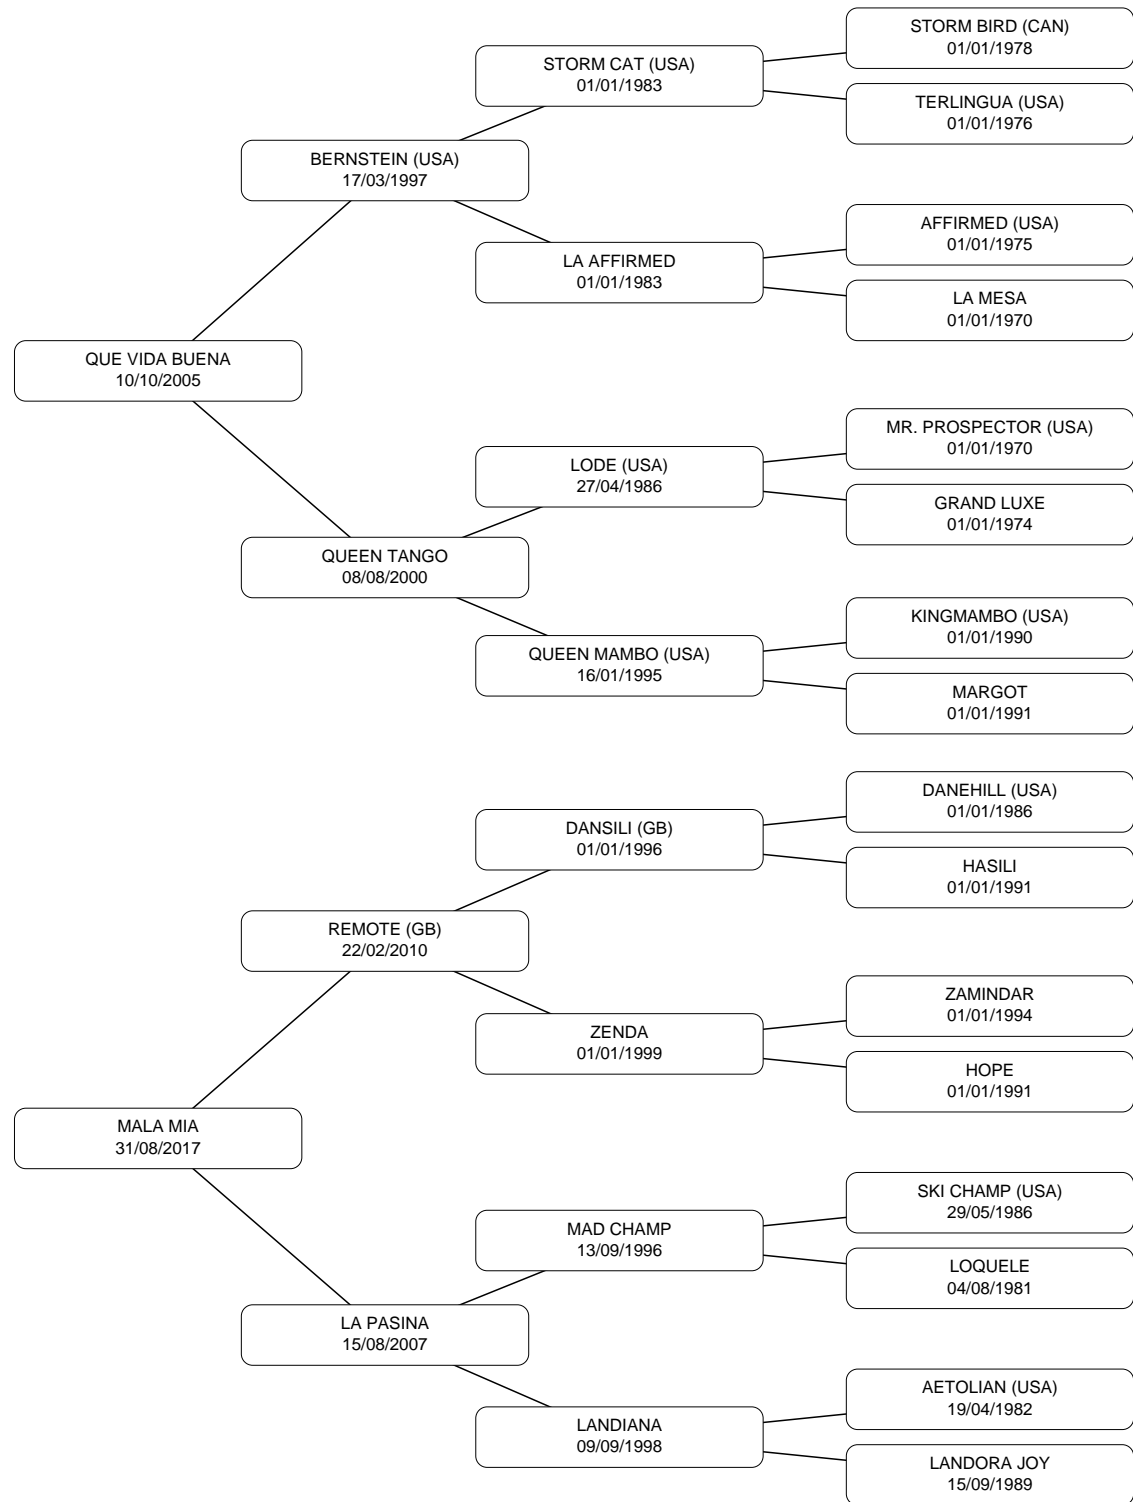 STORM BIRD (CAN)
01/01/1978
STORM CAT (USA)
01/01/1983
TERLINGUA (USA)
01/01/1976
BERNSTEIN (USA)
17/03/1997
AFFIRMED (USA)
01/01/1975
LA AFFIRMED
01/01/1983
LA MESA
01/01/1970
QUE VIDA BUENA
10/10/2005
MR. PROSPECTOR (USA)
01/01/1970
LODE (USA)
27/04/1986
GRAND LUXE
01/01/1974
QUEEN TANGO
08/08/2000
KINGMAMBO (USA)
01/01/1990
QUEEN MAMBO (USA)
16/01/1995
MARGOT
01/01/1991
DANEHILL (USA)
01/01/1986
DANSILI (GB)
01/01/1996
HASILI
01/01/1991
REMOTE (GB)
22/02/2010
ZAMINDAR
01/01/1994
ZENDA
01/01/1999
HOPE
01/01/1991
MALA MIA
31/08/2017
SKI CHAMP (USA)
29/05/1986
MAD CHAMP
13/09/1996
LOQUELE
04/08/1981
LA PASINA
15/08/2007
AETOLIAN (USA)
19/04/1982
LANDIANA
09/09/1998
LANDORA JOY
15/09/1989